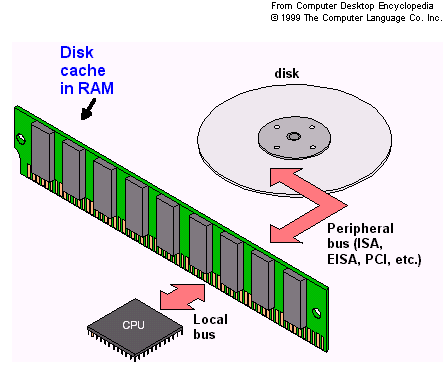 From Computer Desktop Encyclopedia
© 1999 The Computer Language Co. Inc.
Disk
cache
in RAM
disk
Peripheral
bus (ISA,
EISA, PCI, etc.)
CPU
Local
bus